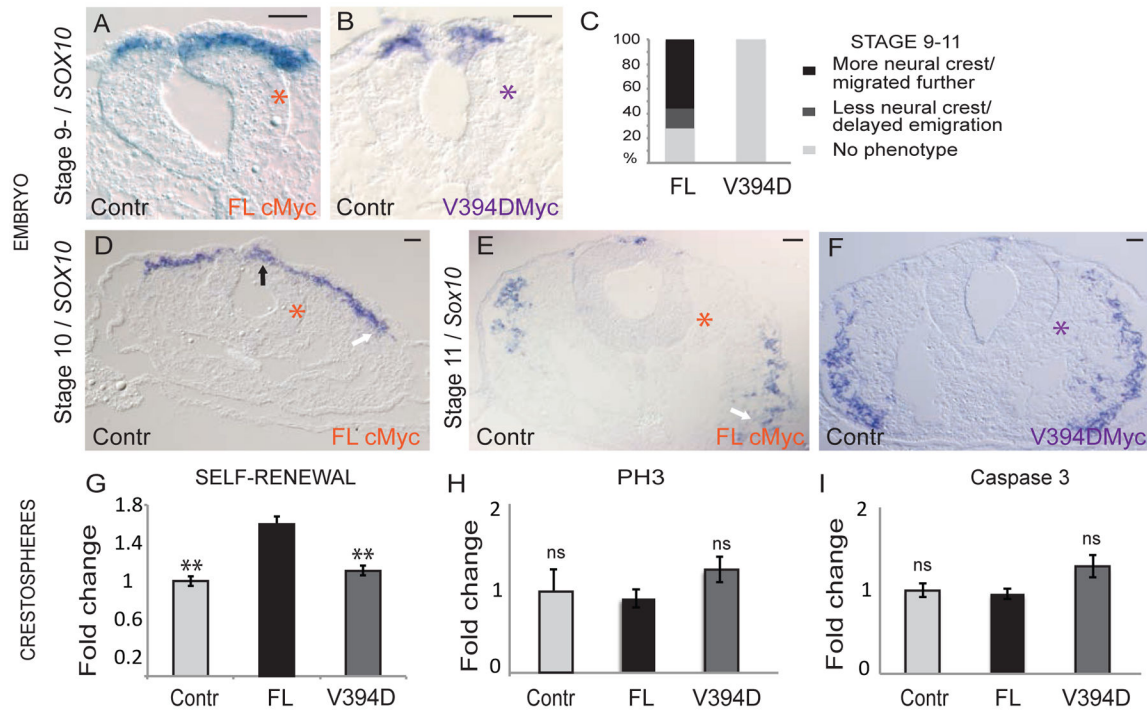 EMBRYO
Stage 9- / SOX10
A
*
Contr
FL cMyc
B
*
Contr
V394DMyc
C
100
80
60
40
20
%
FL
V394D
STAGE 9-11
More neural crest/
migrated further
Less neural crest/
delayed emigration
No phenotype
Stage 10 / SOX10
D
*
Contr
FL cMyc
Stage 11 / Sox10
E
*
Contr
FL cMyc
F
*
Contr
V394DMyc
CRESTOSPHERES
G
SELF-RENEWAL
Fold change
1.8
1.4
1
0.6
0.2
**
**
Contr
FL
V394D
H
PH3
Fold change
2
1
0
ns
ns
Contr
FL
V394D
I
Caspase 3
Fold change
2
1
0
ns
ns
Contr
FL
V394D